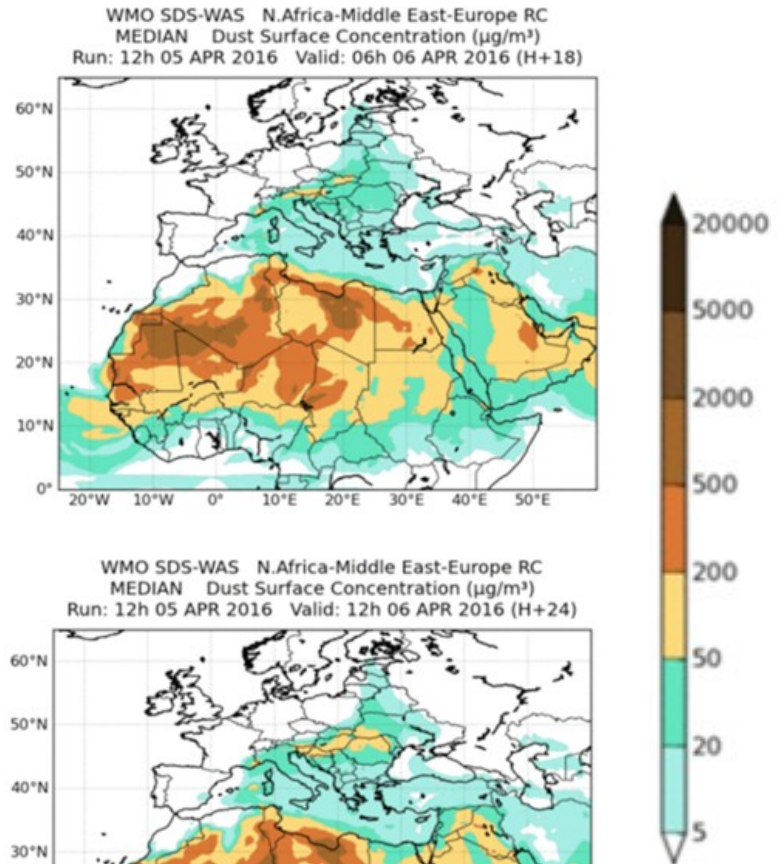 WMO SDS-WAS N.Africa-Middle East-Europe RC
MEDIAN Dust Surface Concentration (µg/m³)
Run: 12h 05 APR 2016 Valid: 06h 06 APR 2016 (H+18)
60°N
50°N
40°N
30°N
20°N
10°N
0°
20°W 10°W 0° 10°E 20°E 30°E 40°E 50°E
WMO SDS-WAS N.Africa-Middle East-Europe RC
MEDIAN Dust Surface Concentration (µg/m³)
Run: 12h 05 APR 2016 Valid: 12h 06 APR 2016 (H+24)
60°N
50°N
40°N
30°N
20000
5000
2000
500
200
50
20
5